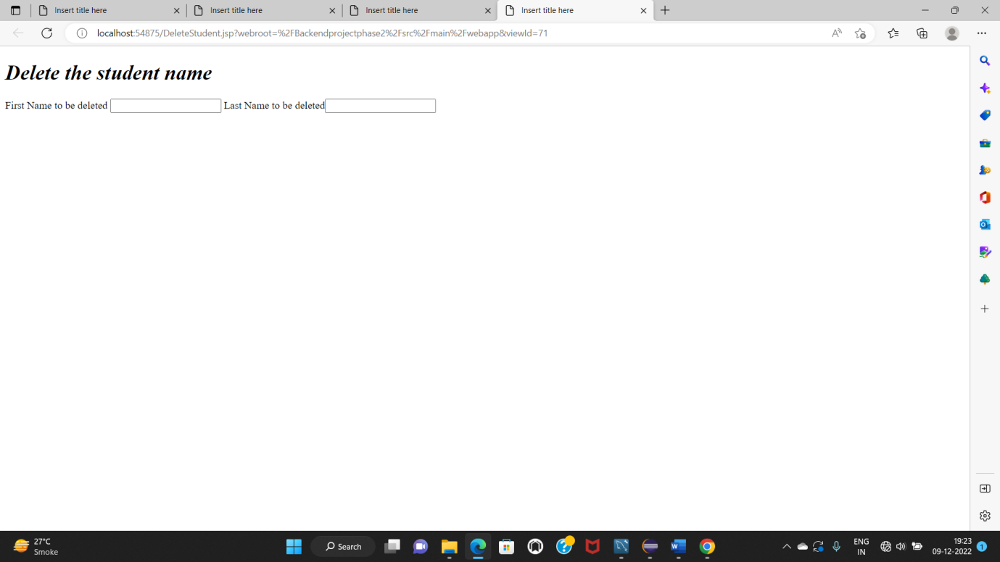 Insert title here
Insert title here
Insert title here
Insert title here
localhost:54875/DeleteStudent.jsp?webroot=%2FBackendprojectphase2%2Fsrc%2Fmain%2Fwebapp&viewId=71
Delete the student name
First Name to be deleted Last Name to be deleted
27°C
Smoke
Search
ENG
IN
19:23
09-12-2022
1